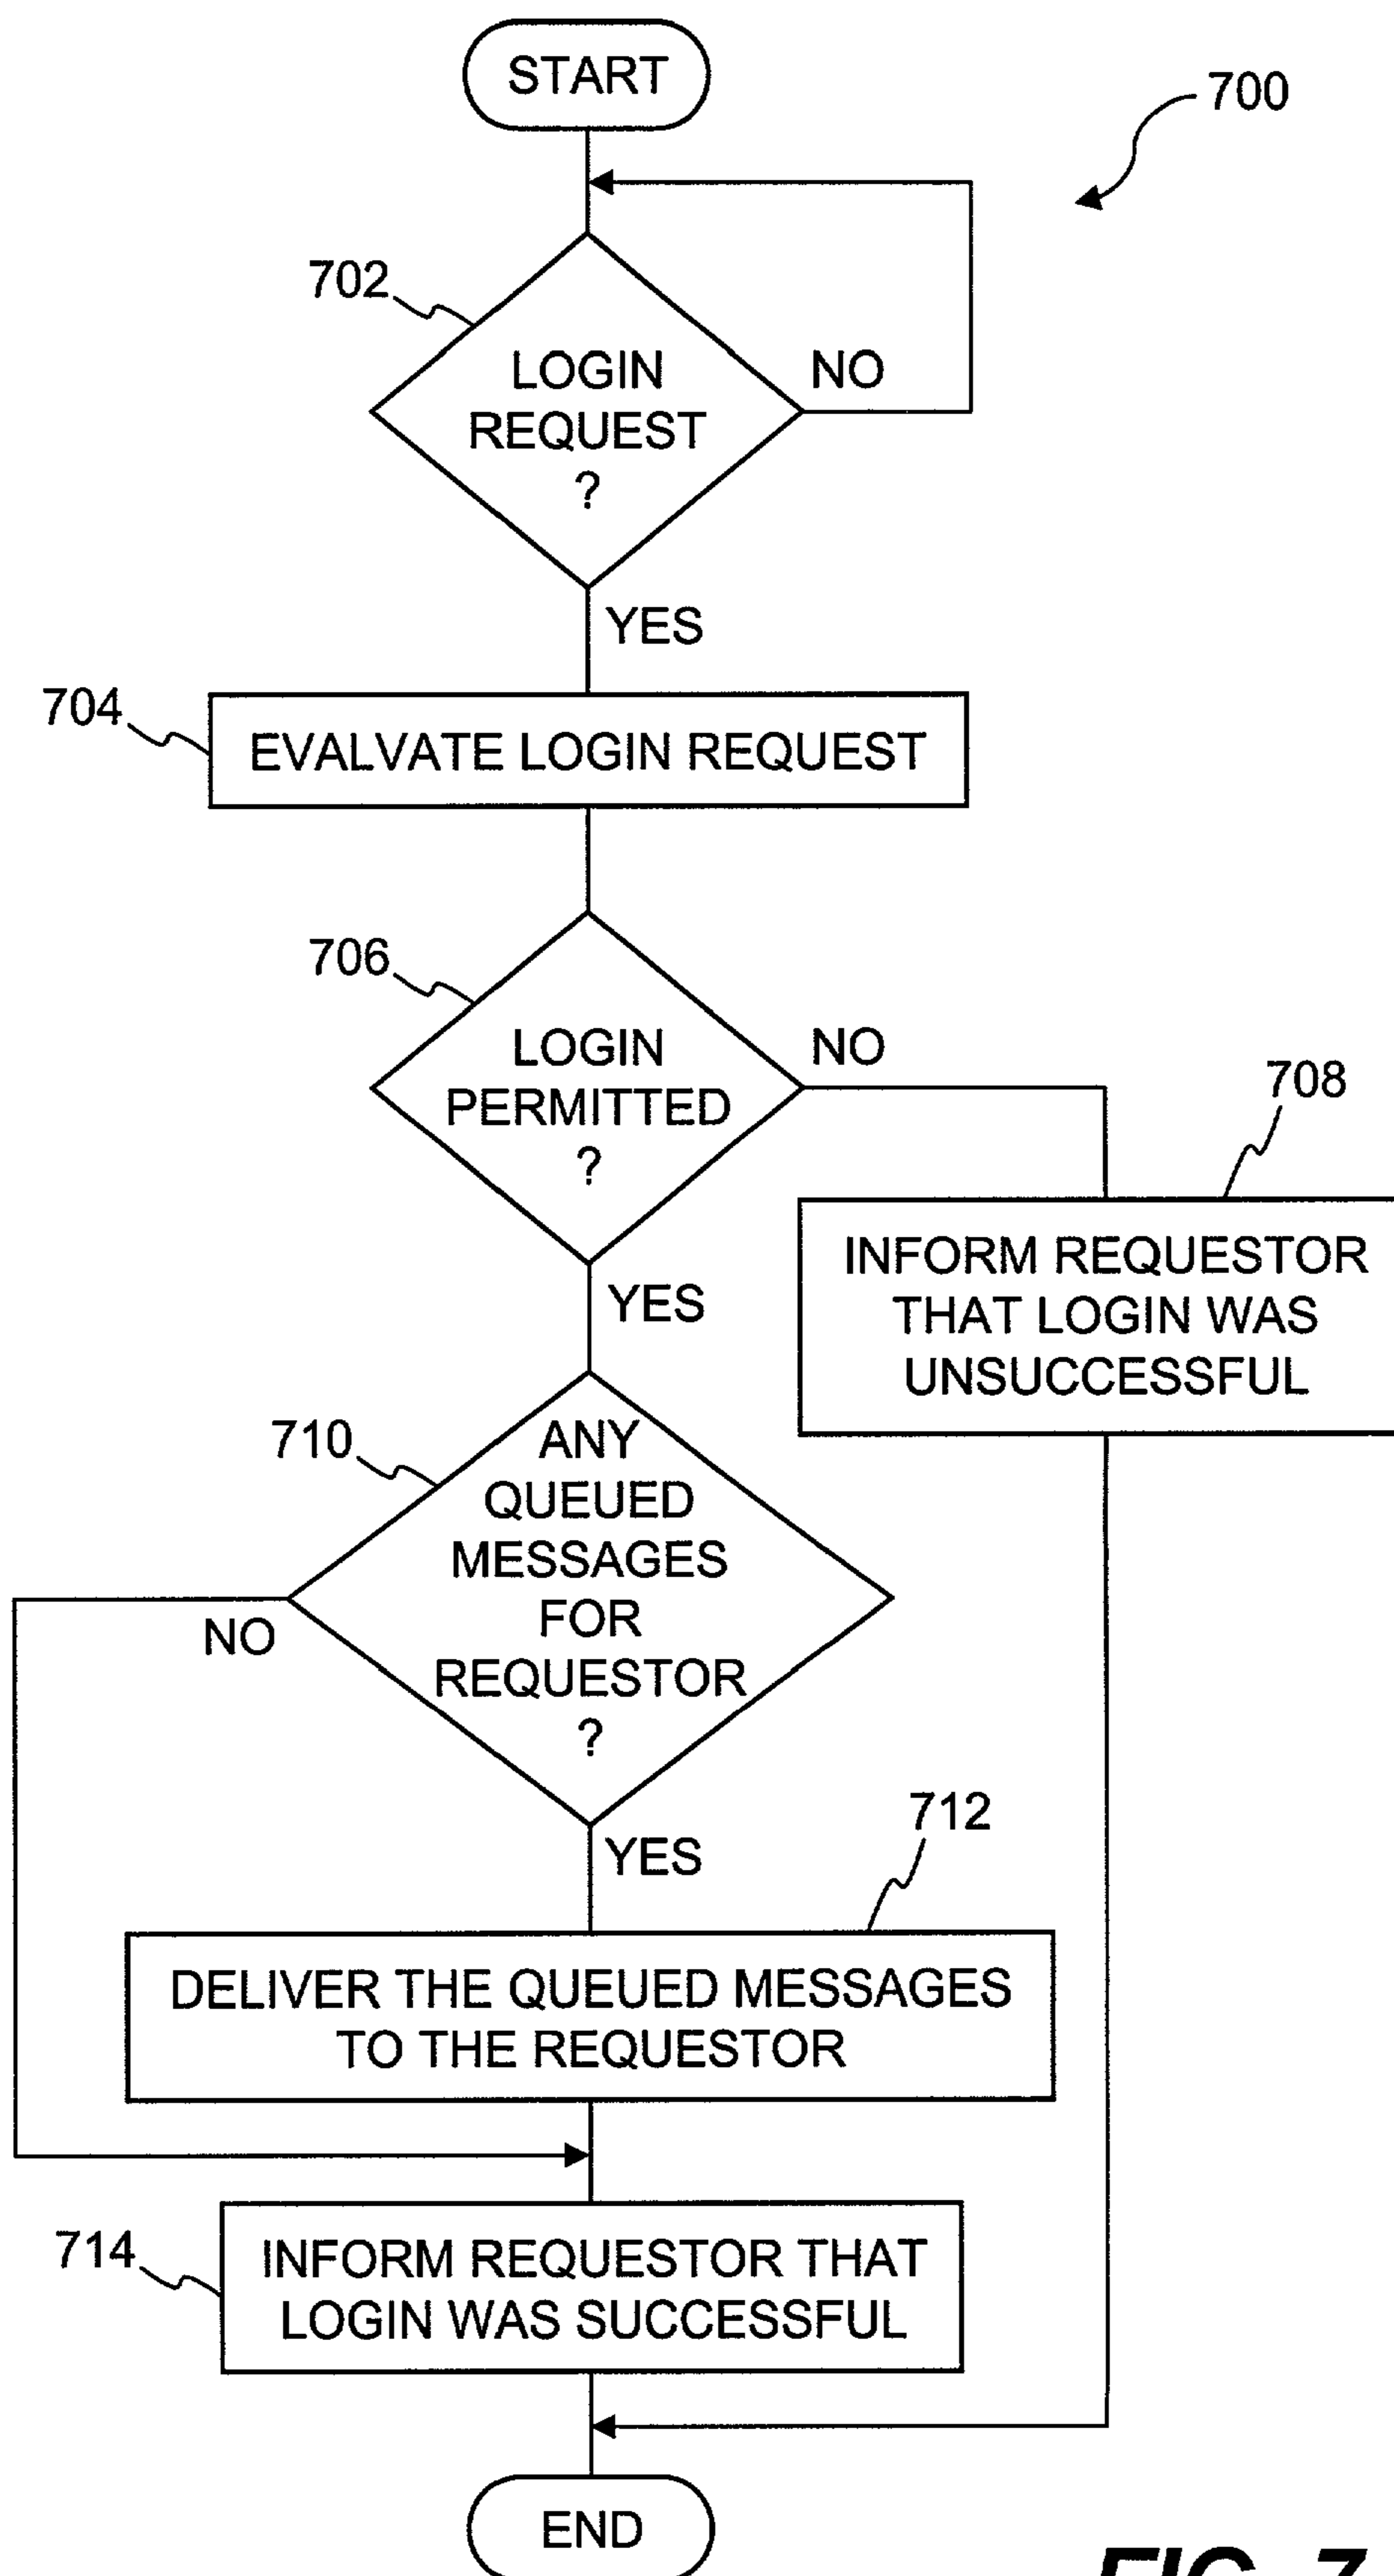 START
700
702
LOGIN
REQUEST
?
NO
YES
704
EVALVATE LOGIN REQUEST
706
LOGIN
PERMITTED
?
NO
708
INFORM REQUESTOR
THAT LOGIN WAS
UNSUCCESSFUL
YES
710
ANY
QUEUED
MESSAGES
FOR
REQUESTOR
?
NO
YES
712
DELIVER THE QUEUED MESSAGES
TO THE REQUESTOR
714
INFORM REQUESTOR THAT
LOGIN WAS SUCCESSFUL
END
FIG. 7